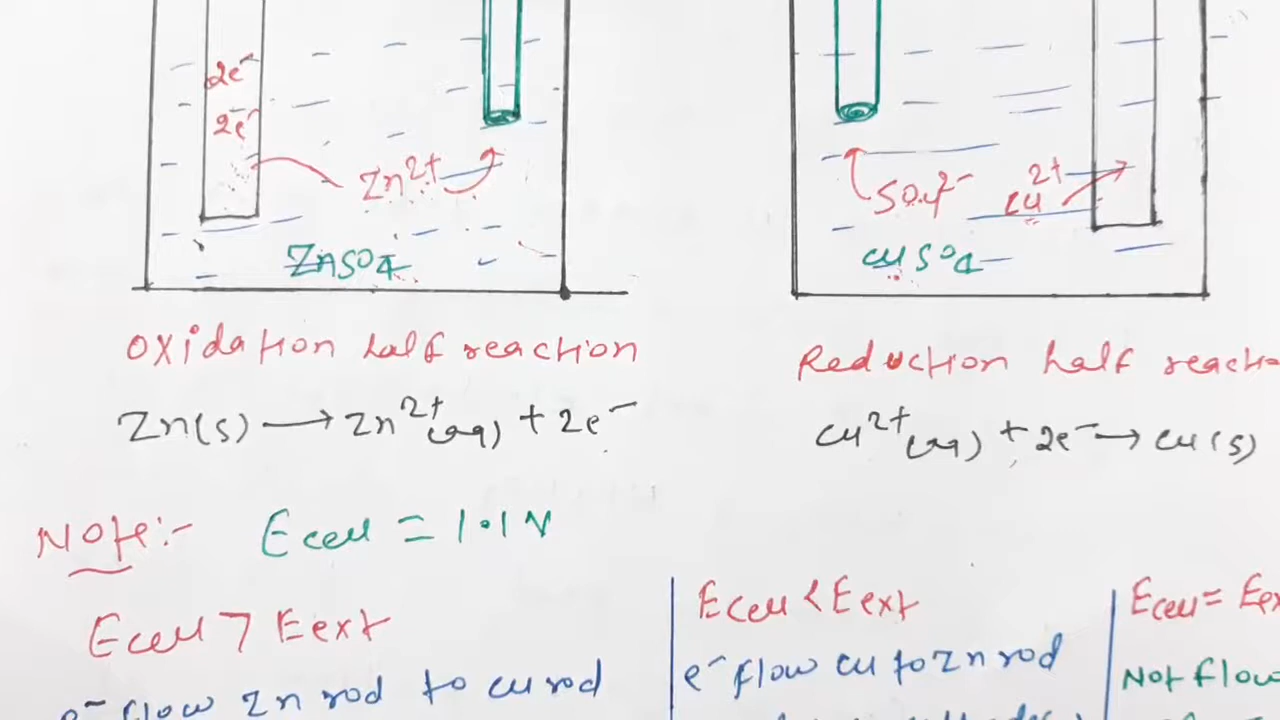 2e⁻
2e⁻
Zn²⁺
ZnSO₄
SO₄²⁻ Cu²⁺
CuSO₄
Oxidation half reaction
Zn(s) → Zn²⁺(aq) + 2e⁻
Reduction half reactio
Cu²⁺(aq) + 2e⁻ → Cu(s)
Note:- Ecell = 1.1V
Ecell > Eext
e⁻ flow Zn rod to Cu rod
Ecell < Eext
e⁻ flow Cu to Zn rod
Ecell = Eex
Not flow